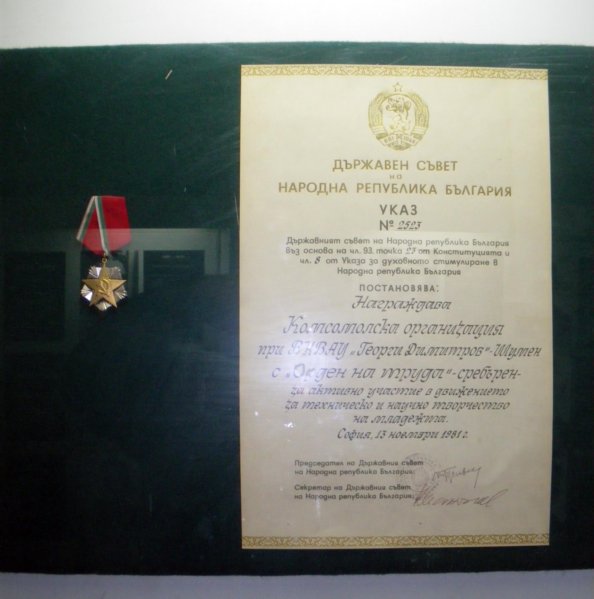 ДЪРЖАВЕН СЪВЕТ
на
НАРОДНА РЕПУБЛИКА БЪЛГАРИЯ
УКАЗ
№ 2523
Държавният съвет на Народна република България
въз основа на чл. 93, точка 23 от Конституцията и
чл. 8 от Указа за духовното стимулиране в
Народна република България
ПОСТАНОВЯВА:
Награждава
Комсомолска организация
при ВНВАУ „Георги Димитров"-Шумен
с „Орден на труда"-сребърен-
за активно участие в движението
за техническо и научно творчество
на младежта.
София, 13 ноември 1981 г.
Председател на Държавния съвет
на Народна република България:
Секретар на Държавния съвет
на Народна република България: